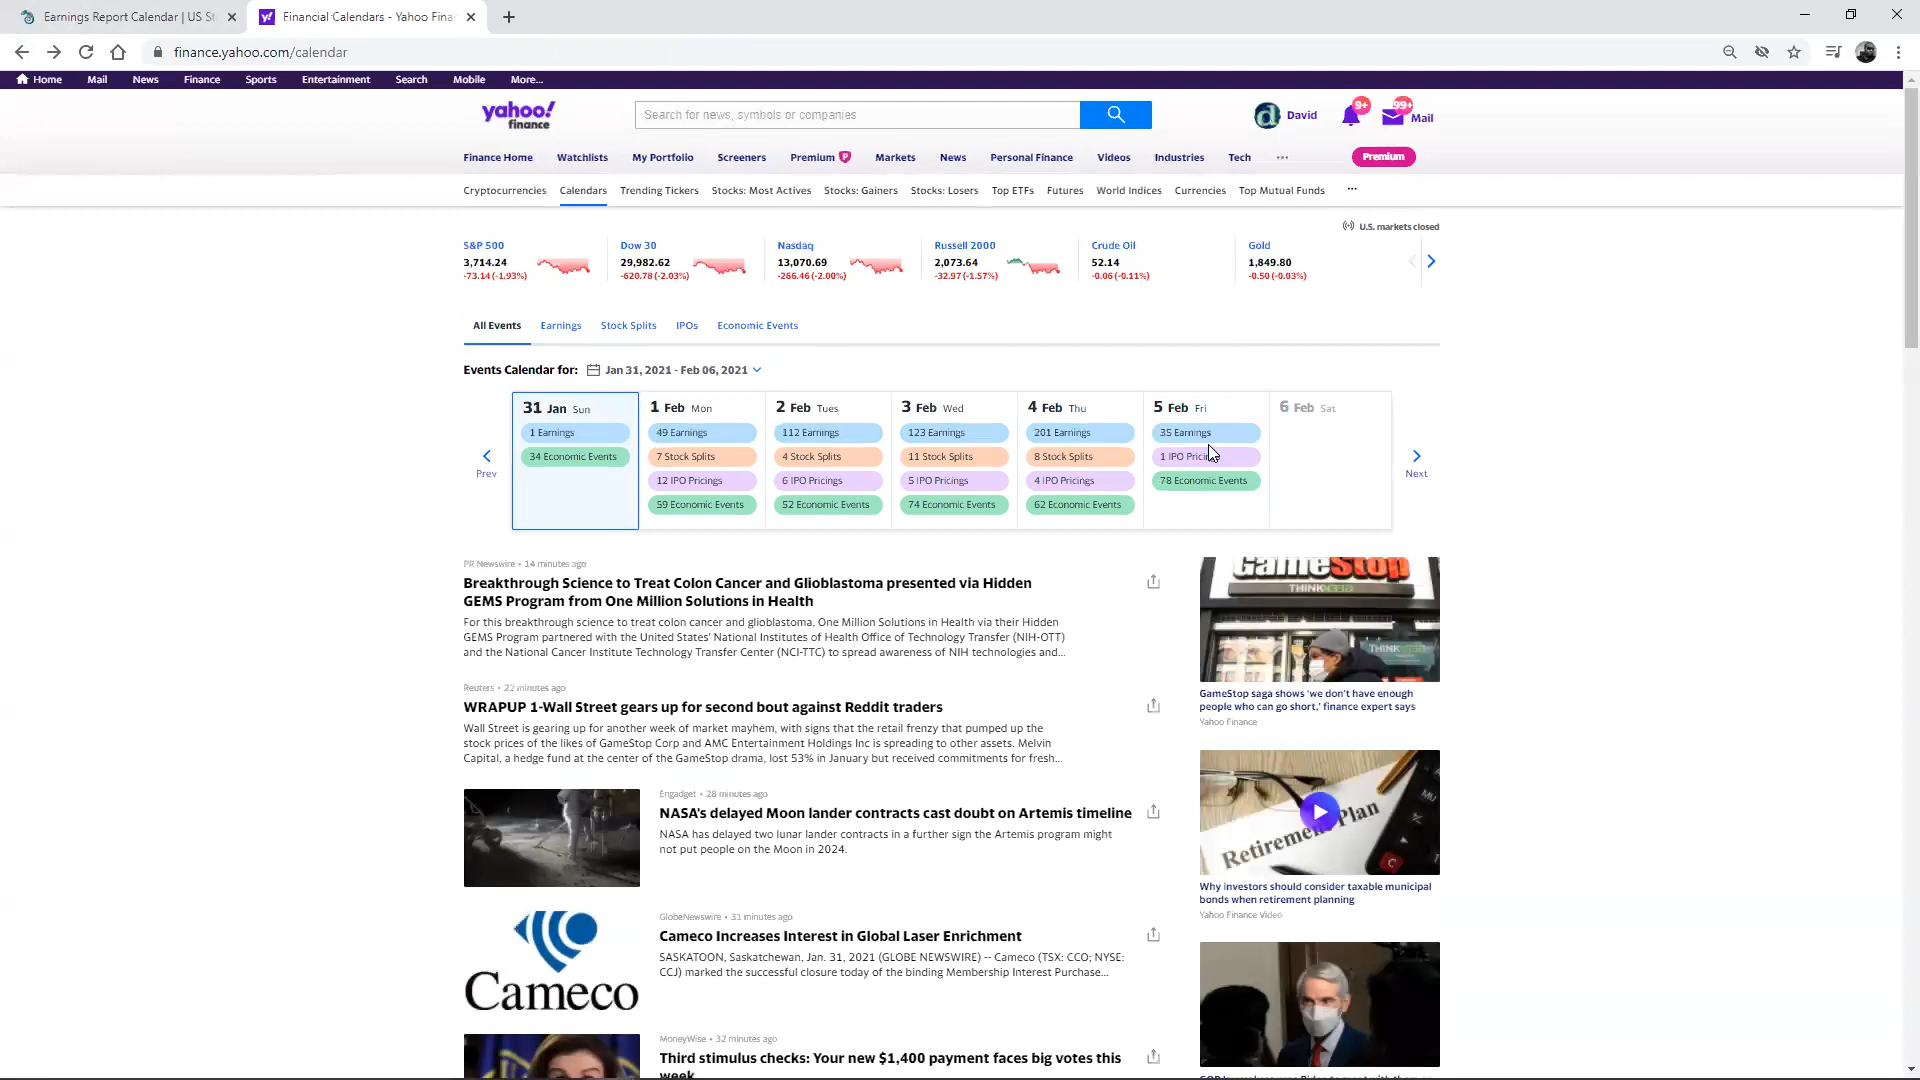 Earnings Report Calendar | US St
Financial Calendars - Yahoo Finan
finance.yahoo.com/calendar
Home Mail News Finance Sports Entertainment Search Mobile More...
yahoo!
finance
Search for news, symbols or companies
David
9+
99+
Mail
Finance Home Watchlists My Portfolio Screeners Premium P Markets News Personal Finance Videos Industries Tech ... Premium
Cryptocurrencies Calendars Trending Tickers Stocks: Most Actives Stocks: Gainers Stocks: Losers Top ETFs Futures World Indices Currencies Top Mutual Funds ...
U.S. markets closed
S&P 500
3,714.24
-73.14 (-1.93%)
Dow 30
29,982.62
-620.78 (-2.03%)
Nasdaq
13,070.69
-266.46 (-2.00%)
Russell 2000
2,073.64
-32.97 (-1.57%)
Crude Oil
52.14
-0.06 (-0.11%)
Gold
1,849.80
-0.50 (-0.03%)
All Events Earnings Stock Splits IPOs Economic Events
Events Calendar for: Jan 31, 2021 - Feb 06, 2021
Prev
31 Jan Sun
1 Earnings
34 Economic Events
1 Feb Mon
49 Earnings
7 Stock Splits
12 IPO Pricings
59 Economic Events
2 Feb Tues
112 Earnings
4 Stock Splits
6 IPO Pricings
52 Economic Events
3 Feb Wed
123 Earnings
11 Stock Splits
5 IPO Pricings
74 Economic Events
4 Feb Thu
201 Earnings
8 Stock Splits
4 IPO Pricings
62 Economic Events
5 Feb Fri
35 Earnings
1 IPO Pricings
78 Economic Events
6 Feb Sat
Next
PR Newswire • 14 minutes ago
Breakthrough Science to Treat Colon Cancer and Glioblastoma presented via Hidden
GEMS Program from One Million Solutions in Health
For this breakthrough science to treat colon cancer and glioblastoma, One Million Solutions in Health via their Hidden
GEMS Program partnered with the United States' National Institutes of Health Office of Technology Transfer (NIH-OTT)
and the National Cancer Institute Technology Transfer Center (NCI-TTC) to spread awareness of NIH technologies and...
Reuters • 22 minutes ago
WRAPUP 1-Wall Street gears up for second bout against Reddit traders
Wall Street is gearing up for another week of market mayhem, with signs that the retail frenzy that pumped up the
stock prices of the likes of GameStop Corp and AMC Entertainment Holdings Inc is spreading to other assets. Melvin
Capital, a hedge fund at the center of the GameStop drama, lost 53% in January but received commitments for fresh...
Engadget • 28 minutes ago
NASA's delayed Moon lander contracts cast doubt on Artemis timeline
NASA has delayed two lunar lander contracts in a further sign the Artemis program might
not put people on the Moon in 2024.
GlobeNewswire • 31 minutes ago
Cameco Increases Interest in Global Laser Enrichment
SASKATOON, Saskatchewan, Jan. 31, 2021 (GLOBE NEWSWIRE) -- Cameco (TSX: CCO; NYSE:
CCJ) marked the successful closure today of the binding Membership Interest Purchase...
Cameco
MoneyWise • 32 minutes ago
Third stimulus checks: Your new $1,400 payment faces big votes this
week
GameStop
THINK
THINK
GameStop saga shows 'we don't have enough
people who can go short,' finance expert says
Yahoo Finance
Retirement Plan
MU
C
Why investors should consider taxable municipal
bonds when retirement planning
Yahoo Finance Video